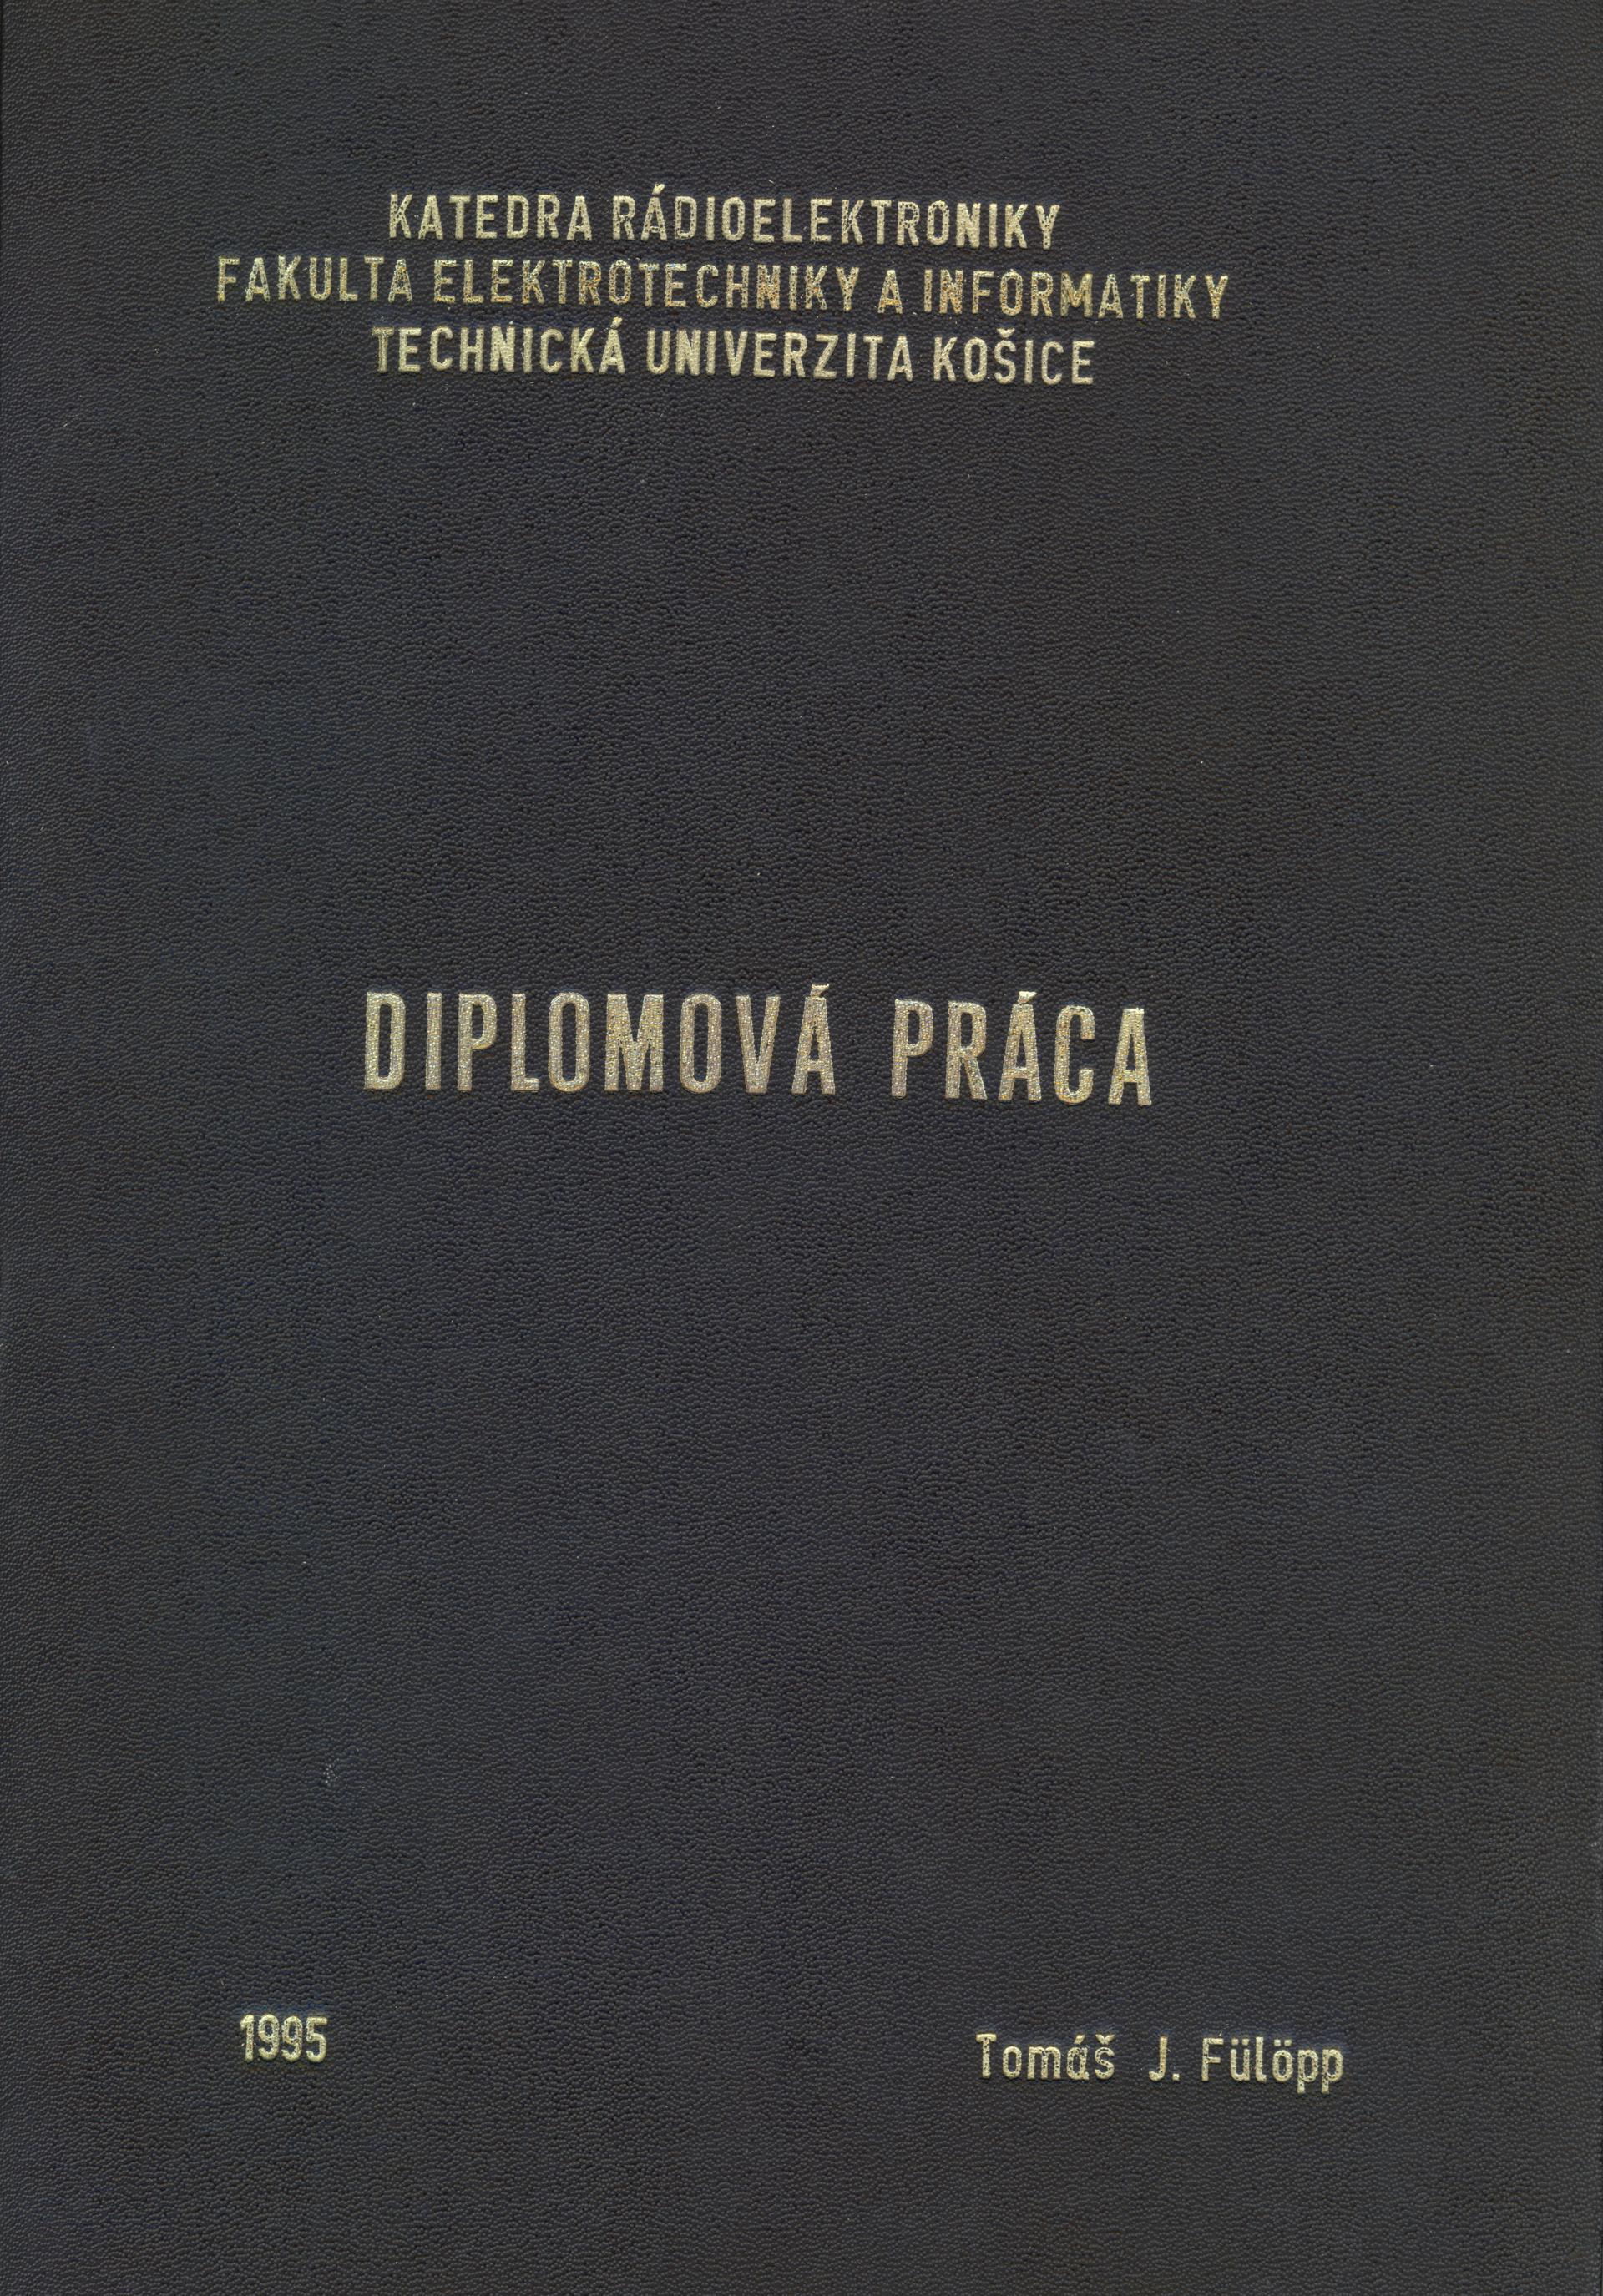 KATEDRA RÁDIOELEKTRONIKY
FAKULTA ELEKTROTECHNIKY A INFORMATIKY
TECHNICKÁ UNIVERZITA KOŠICE
DIPLOMOVÁ PRÁCA
1995 Tomáš J. Fülöpp